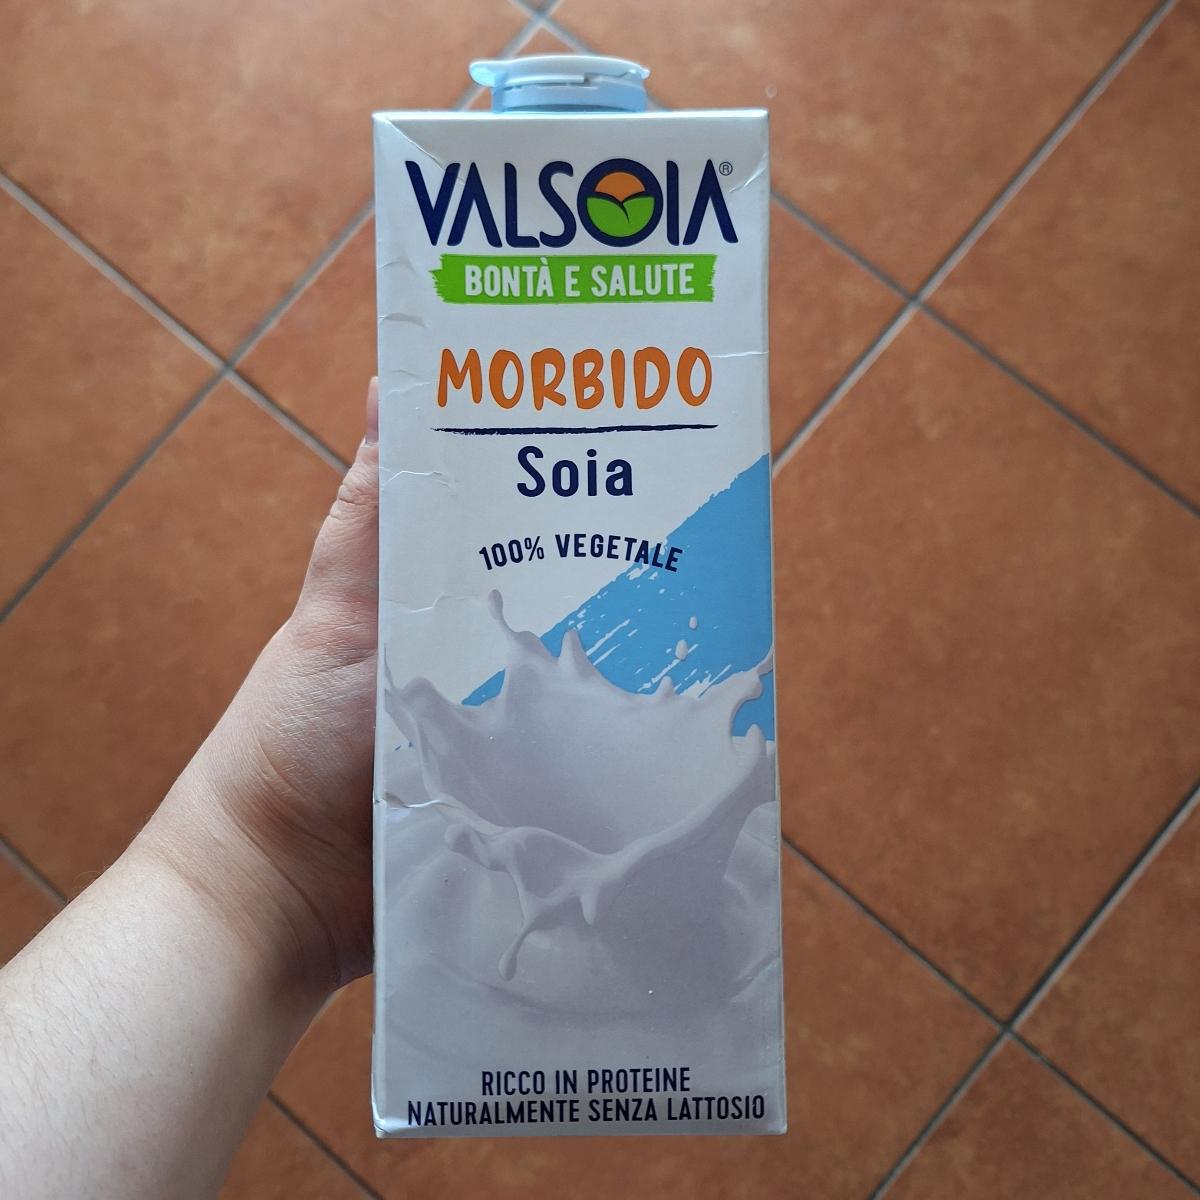 VALSOIA®
BONTÀ E SALUTE
MORBIDO
Soia
100% VEGETALE
RICCO IN PROTEINE
NATURALMENTE SENZA LATTOSIO